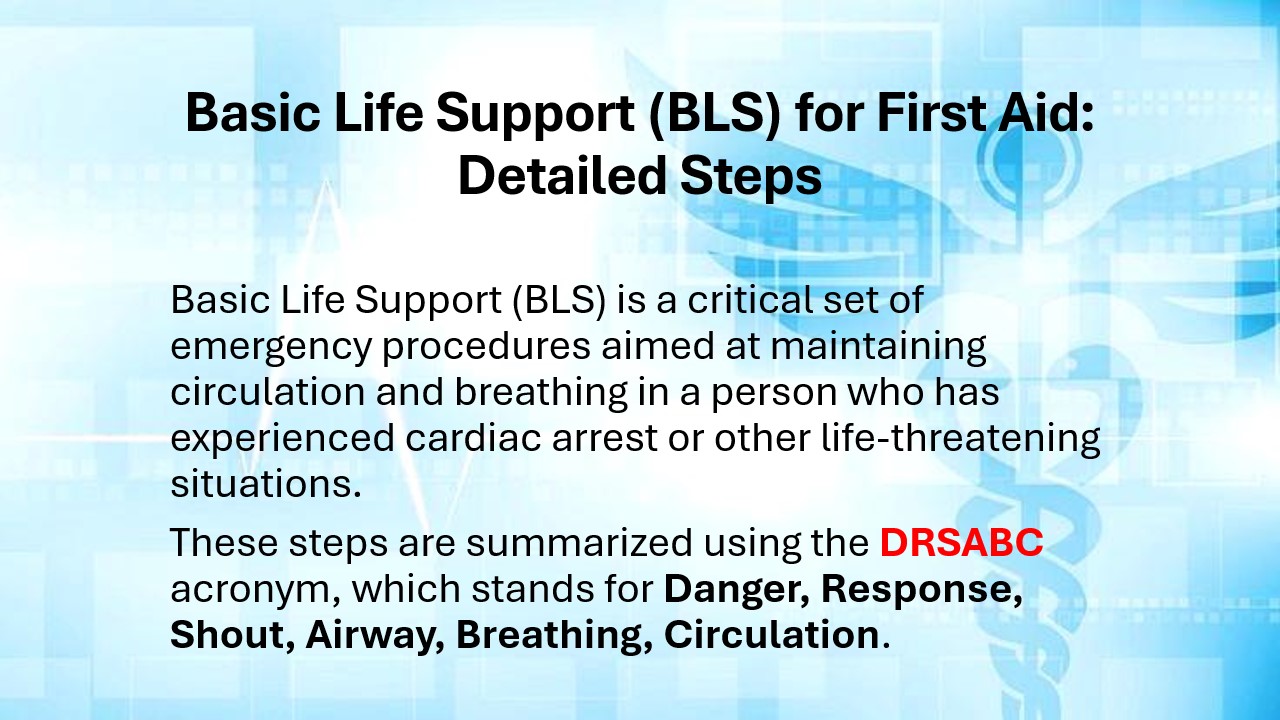 Basic Life Support (BLS) for First Aid:
Detailed Steps
Basic Life Support (BLS) is a critical set of
emergency procedures aimed at maintaining
circulation and breathing in a person who has
experienced cardiac arrest or other life-threatening
situations.
These steps are summarized using the DRSABC
acronym, which stands for Danger, Response,
Shout, Airway, Breathing, Circulation.